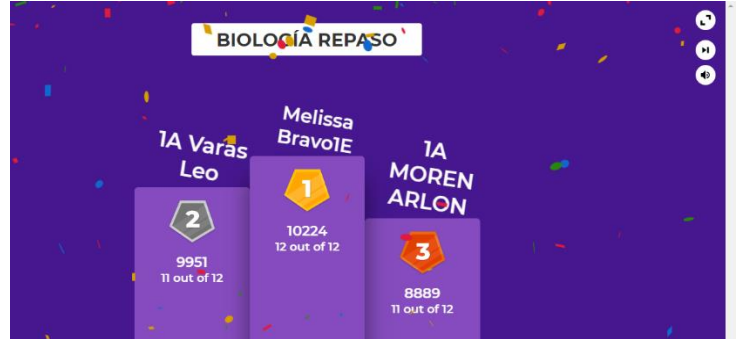 BIOLOGÍA REPASO
1A Varas
Leo
2
9951
11 out of 12
Melissa
Bravo1E
1
10224
12 out of 12
1A
MOREN
ARLON
3
8889
11 out of 12